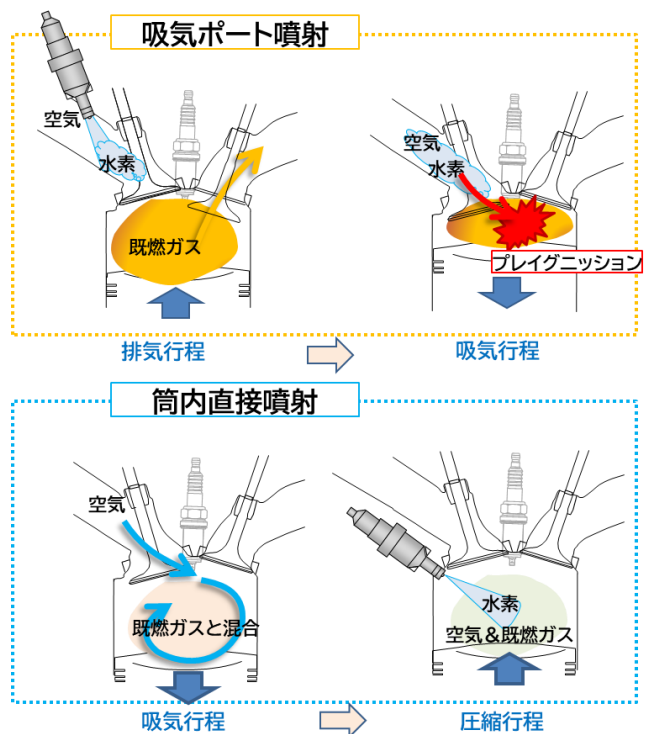 吸気ポート噴射
空気
水素
既燃ガス
排気行程
空気
水素
プレイグニッション
吸気行程
筒内直接噴射
空気
既燃ガスと混合
吸気行程
水素
空気＆既燃ガス
圧縮行程